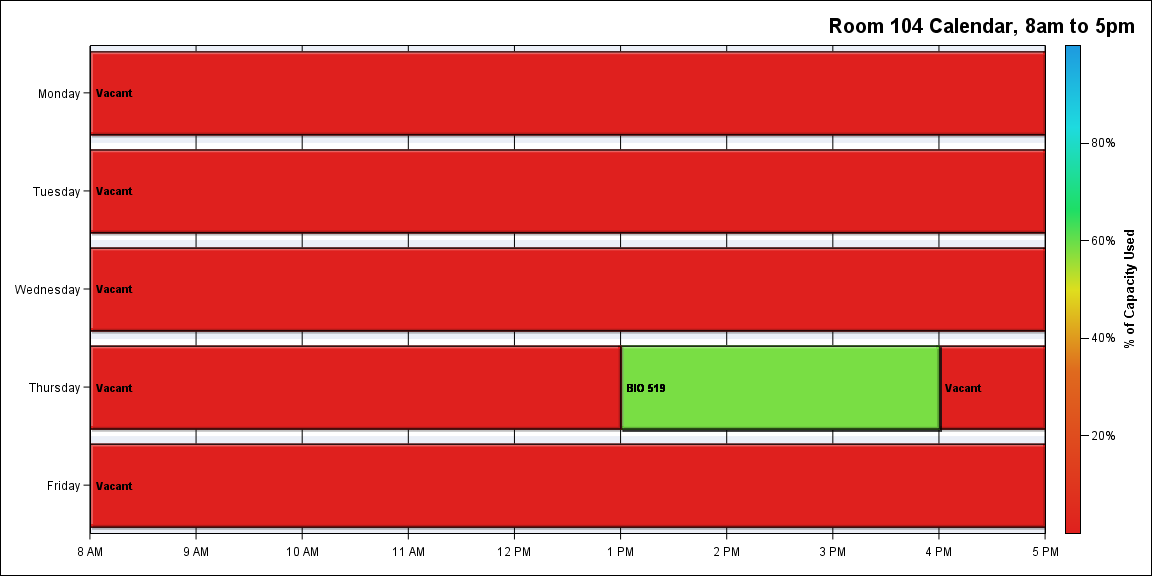 Room 104 Calendar, 8am to 5pm
Monday
Vacant
Tuesday
Vacant
Wednesday
Vacant
Thursday
Vacant
BIO 519
Vacant
Friday
Vacant
8 AM
9 AM
10 AM
11 AM
12 PM
1 PM
2 PM
3 PM
4 PM
5 PM
80%
60%
40%
20%
% of Capacity Used